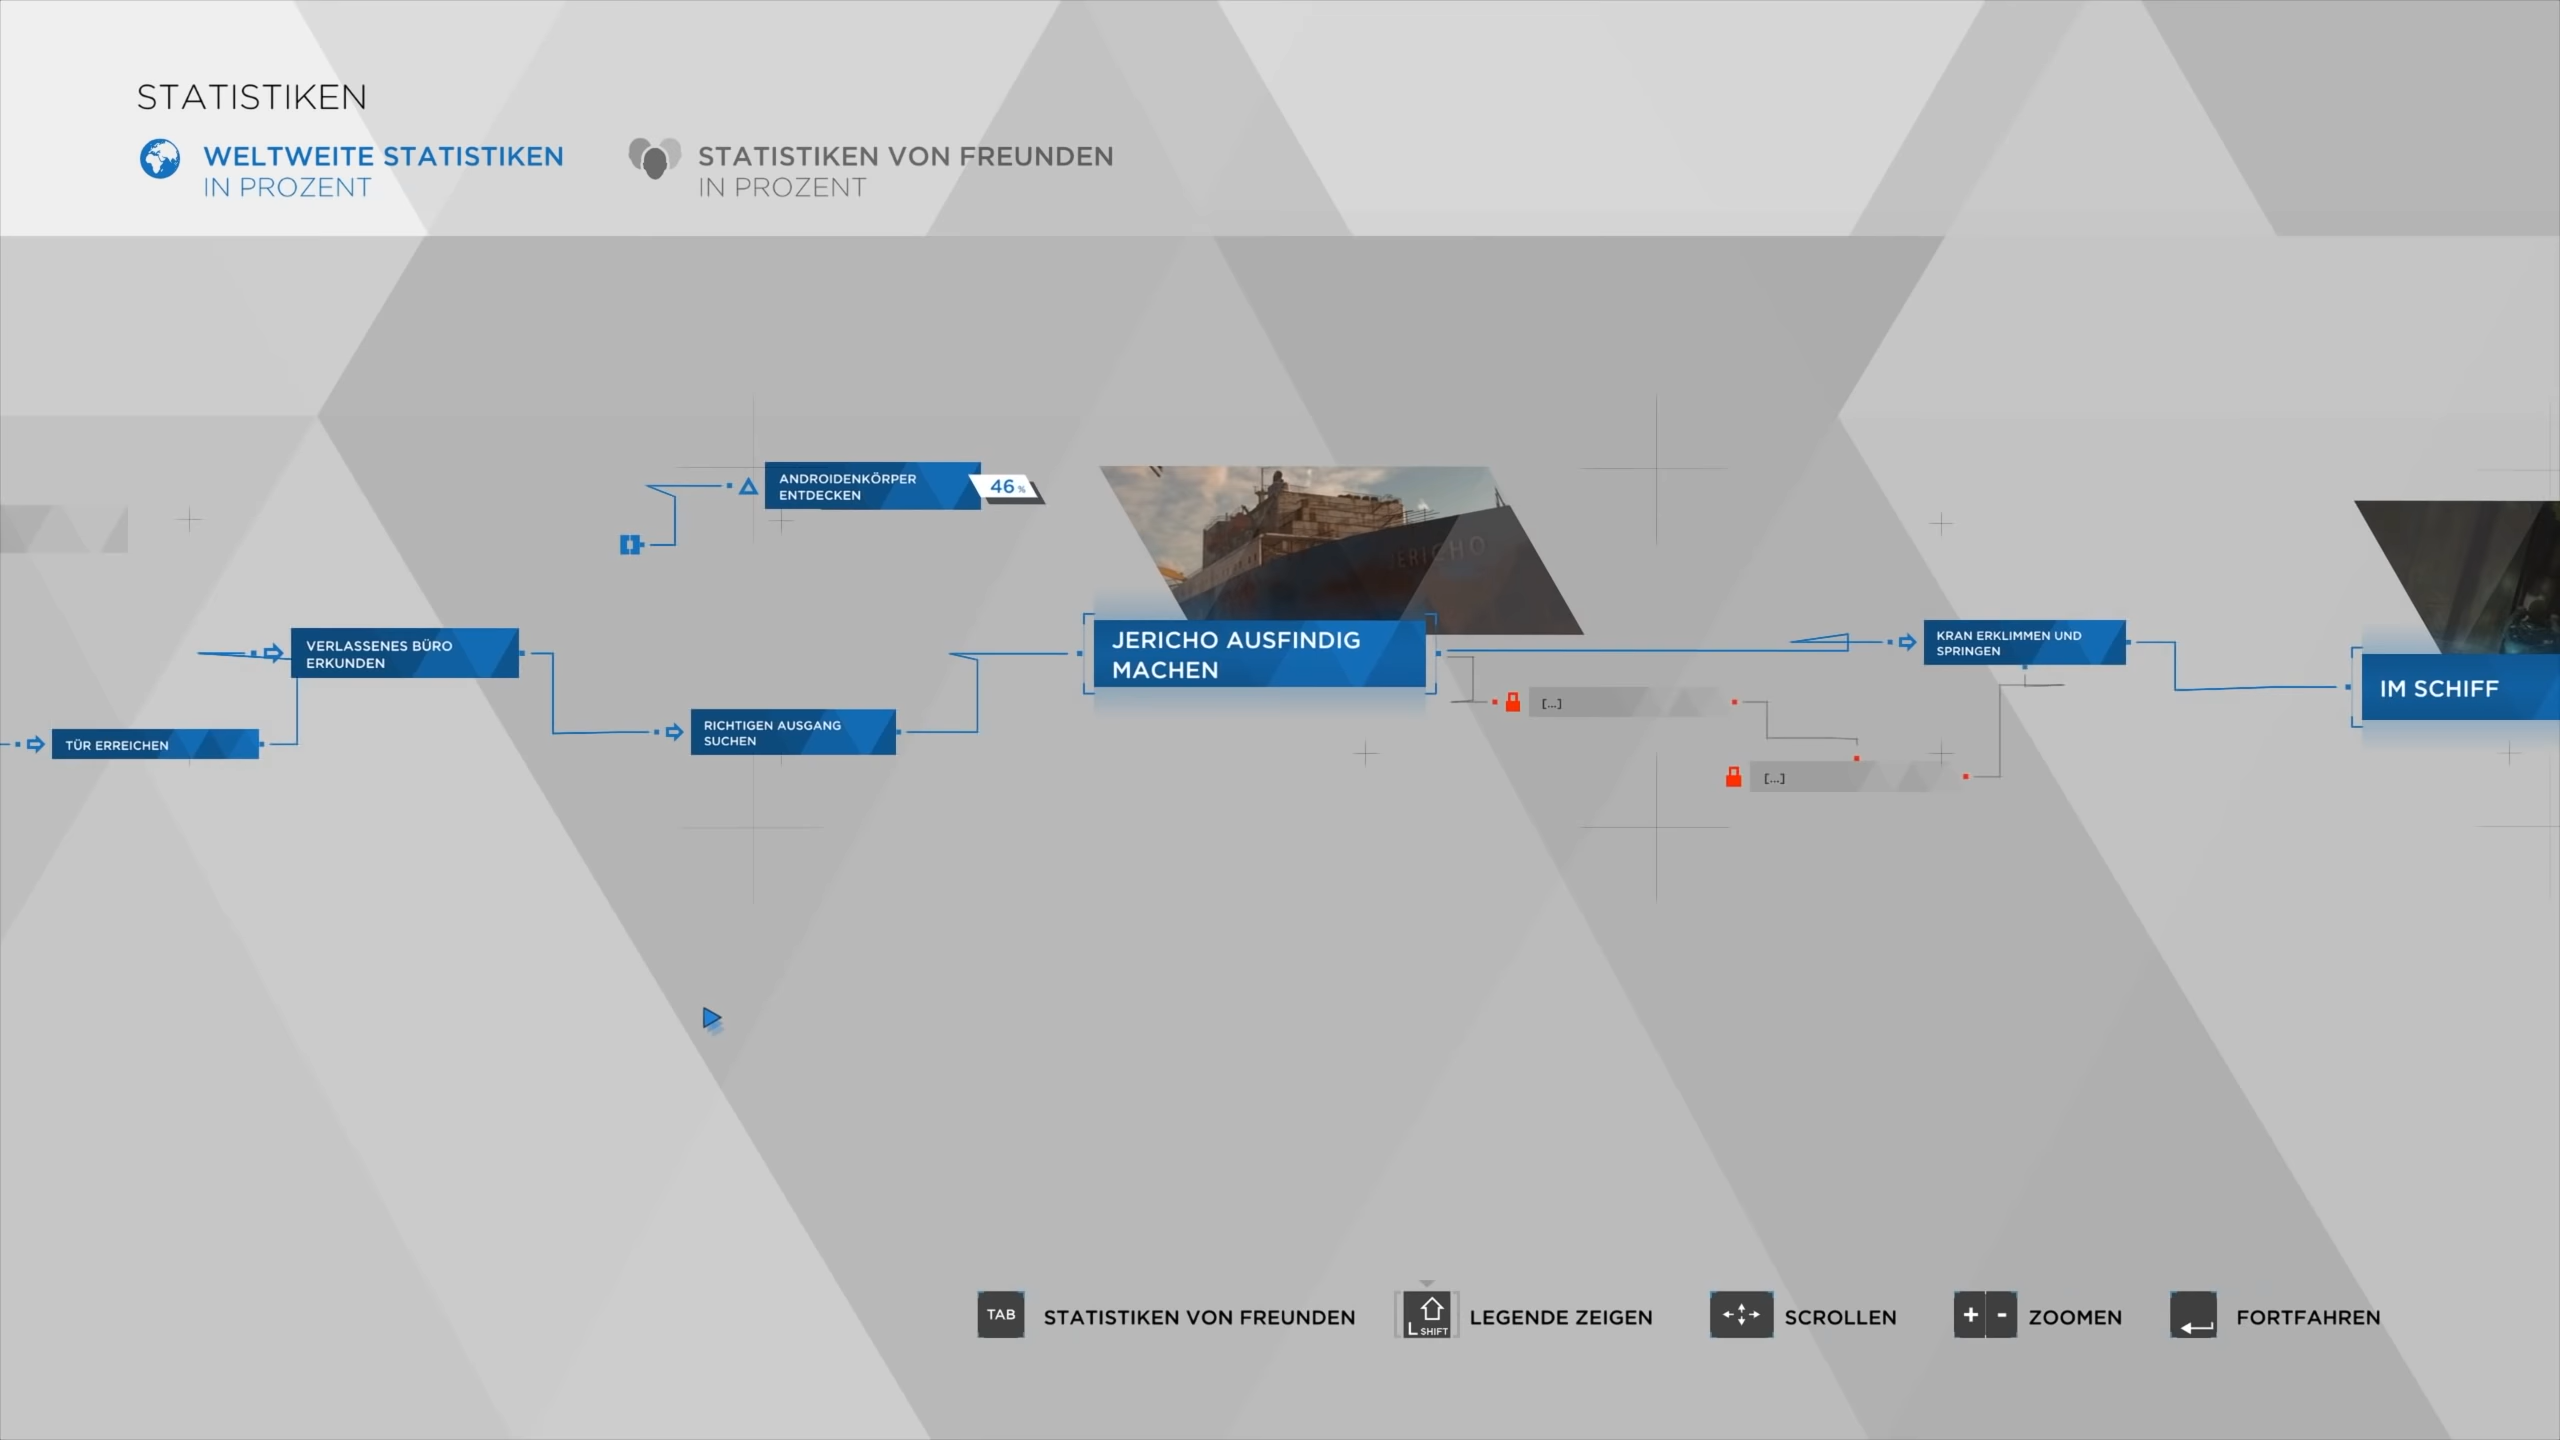 STATISTIKEN
WELTWEITE STATISTIKEN
IN PROZENT
STATISTIKEN VON FREUNDEN
IN PROZENT
ANDROIDENKÖRPER
ENTDECKEN
46 %
JERICHO
VERLASSENES BÜRO
ERKUNDEN
TÜR ERREICHEN
RICHTIGEN AUSGANG
SUCHEN
JERICHO AUSFINDIG
MACHEN
[...]
[...]
KRAN ERKLIMMEN UND
SPRINGEN
IM SCHIFF
TAB
STATISTIKEN VON FREUNDEN
L SHIFT
LEGENDE ZEIGEN
SCROLLEN
+ -
ZOOMEN
FORTFAHREN